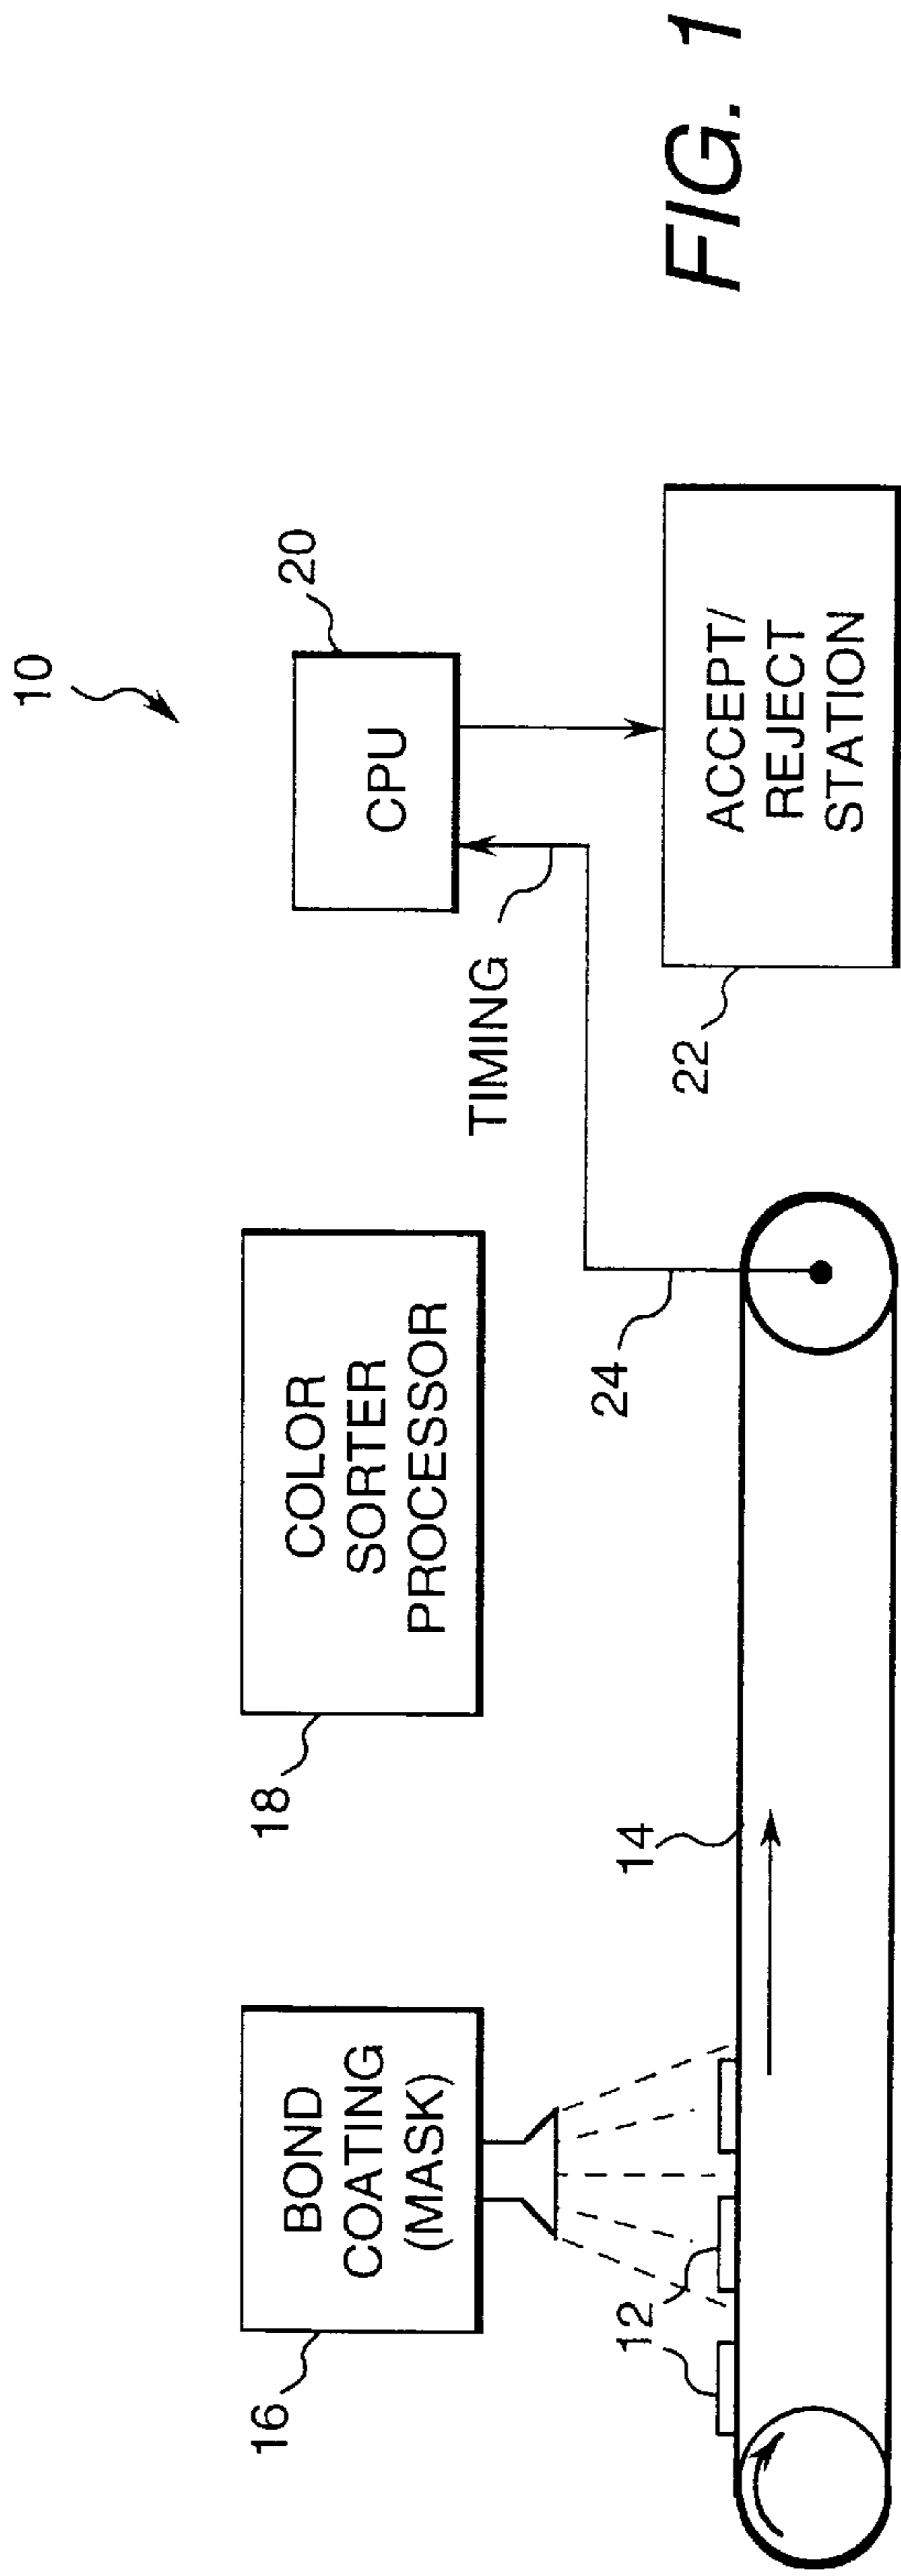 10
16
BOND
COATING
(MASK)
18
COLOR
SORTER
PROCESSOR
CPU
20
TIMING
12
14
24
22
ACCEPT/
REJECT
STATION
FIG. 1